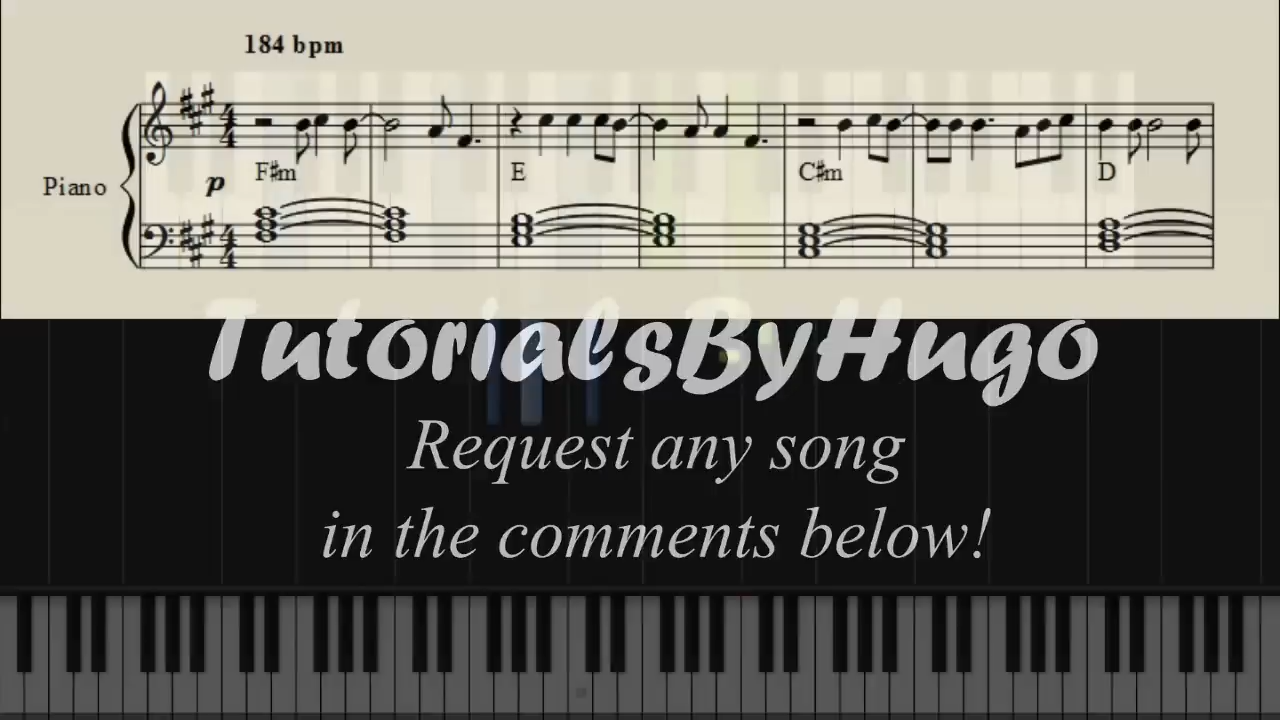 184 bpm
Piano
p
F#m E C#m D
TutorialsByHugo
Request any song
in the comments below!